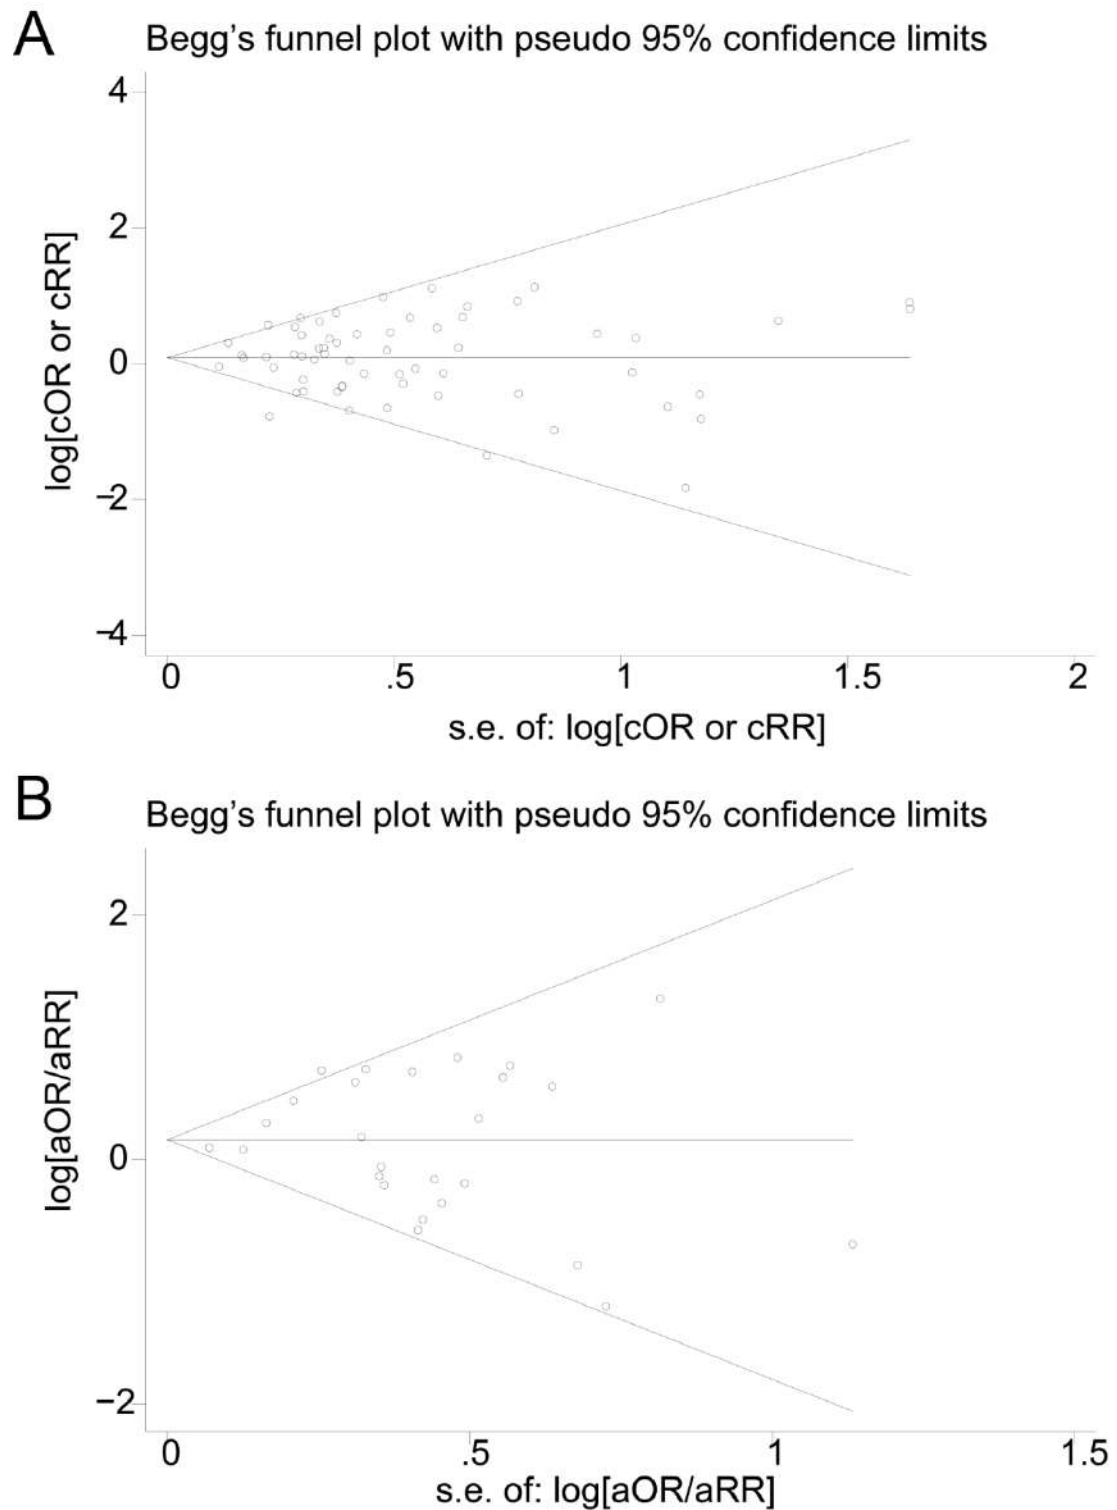 A
Begg’s funnel plot with pseudo 95% confidence limits
4
2
0
−2
−4
log[cOR or cRR]
0 .5 1 1.5 2
s.e. of: log[cOR or cRR]
B
Begg’s funnel plot with pseudo 95% confidence limits
2
0
−2
log[aOR/aRR]
0 .5 1 1.5
s.e. of: log[aOR/aRR]